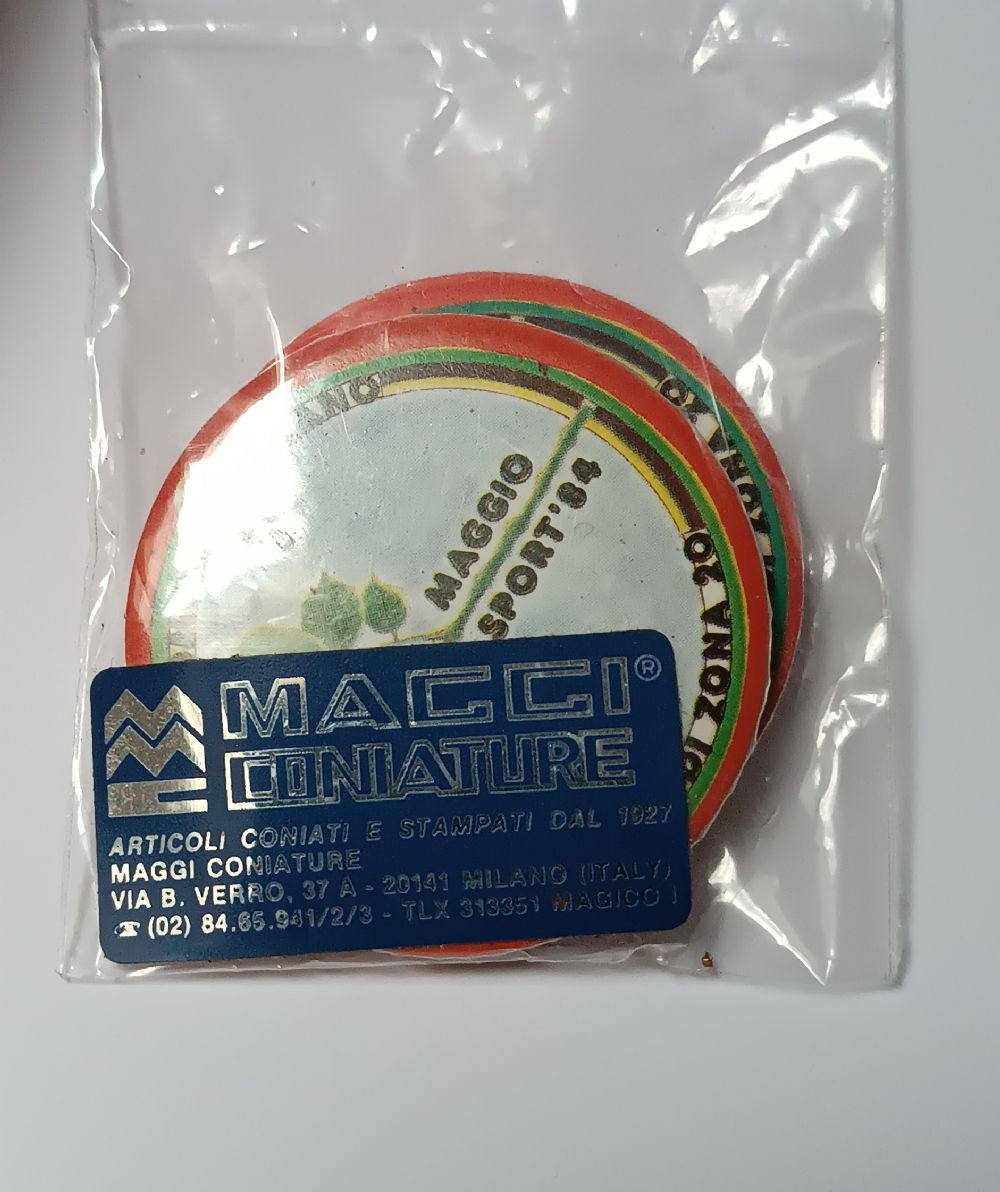 MAGGIO
SPORT'84
DI ZONA 20
MAGGI®
CONIATURE
ARTICOLI CONIATI E STAMPATI DAL 1927
MAGGI CONIATURE
VIA B. VERRO, 37 A - 20141 MILANO (ITALY)
(02) 84.65.941/2/3 - TLX 313351 MAGICO I